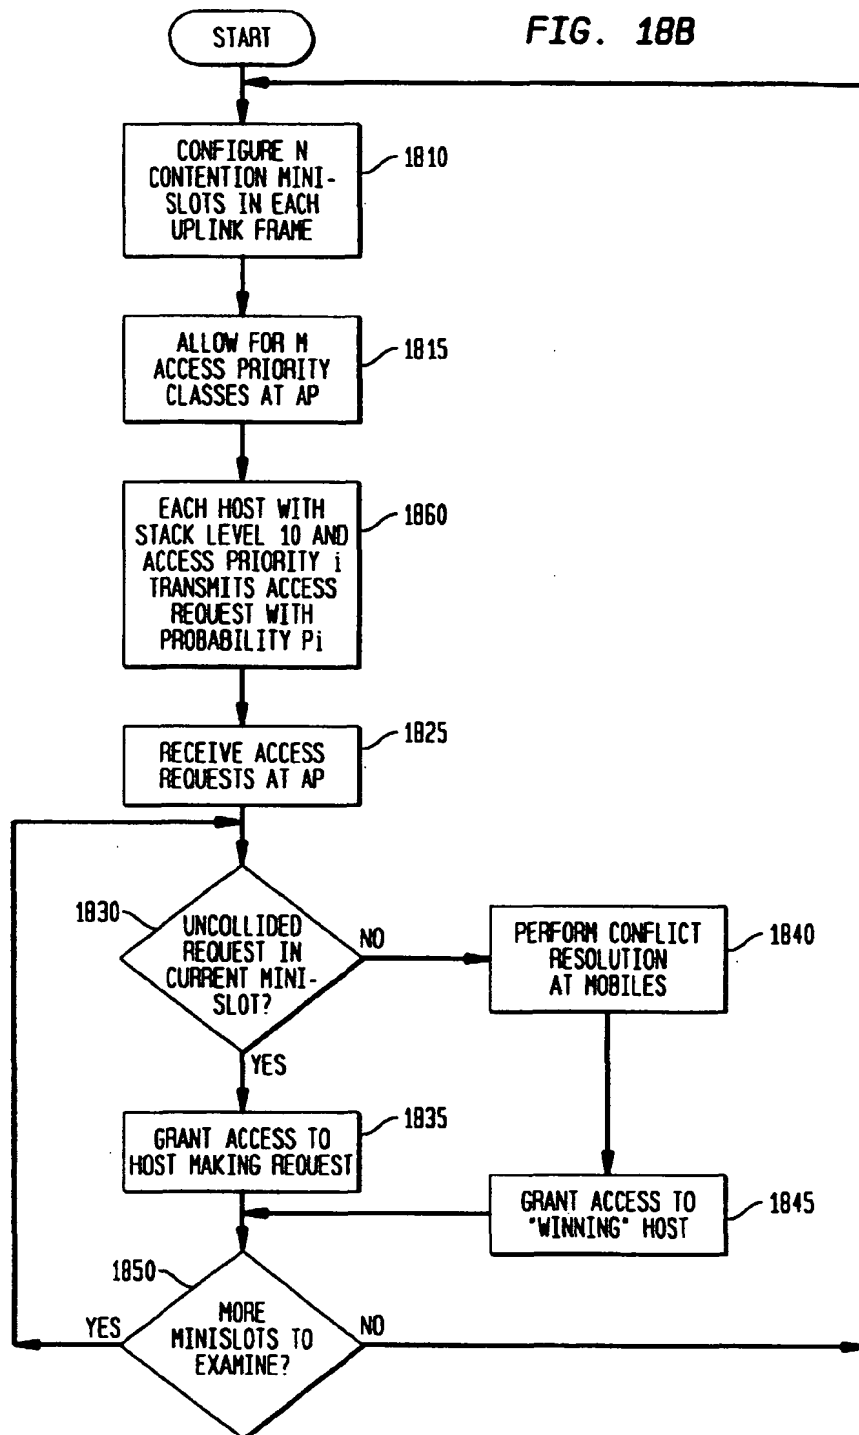 FIG. 18B
START
CONFIGURE N
CONTENTION MINI-
SLOTS IN EACH
UPLINK FRAME
1810
ALLOW FOR M
ACCESS PRIORITY
CLASSES AT AP
1815
EACH HOST WITH
STACK LEVEL 10 AND
ACCESS PRIORITY i
TRANSMITS ACCESS
REQUEST WITH
PROBABILITY Pi
1860
RECEIVE ACCESS
REQUESTS AT AP
1825
1830
UNCOLLIDED
REQUEST IN
CURRENT MINI-
SLOT?
NO
YES
PERFORM CONFLICT
RESOLUTION
AT MOBILES
1840
GRANT ACCESS TO
HOST MAKING REQUEST
1835
GRANT ACCESS TO
"WINNING" HOST
1845
1850
MORE
MINISLOTS TO
EXAMINE?
YES
NO